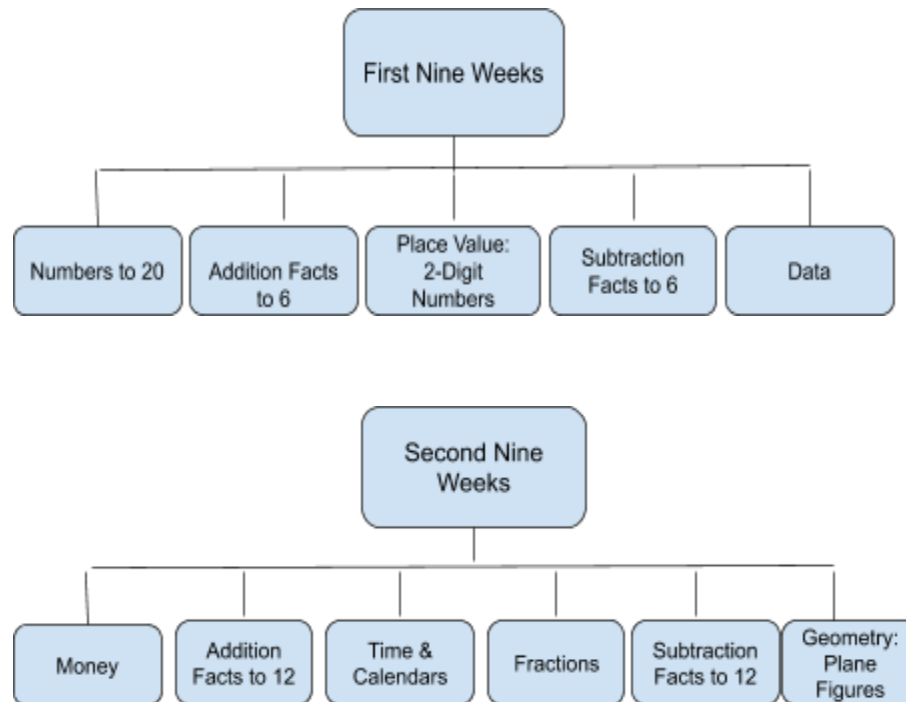 First Nine Weeks
Numbers to 20
Addition Facts
to 6
Place Value:
2-Digit
Numbers
Subtraction
Facts to 6
Data
Second Nine
Weeks
Money
Addition
Facts to 12
Time &
Calendars
Fractions
Subtraction
Facts to 12
Geometry:
Plane
Figures